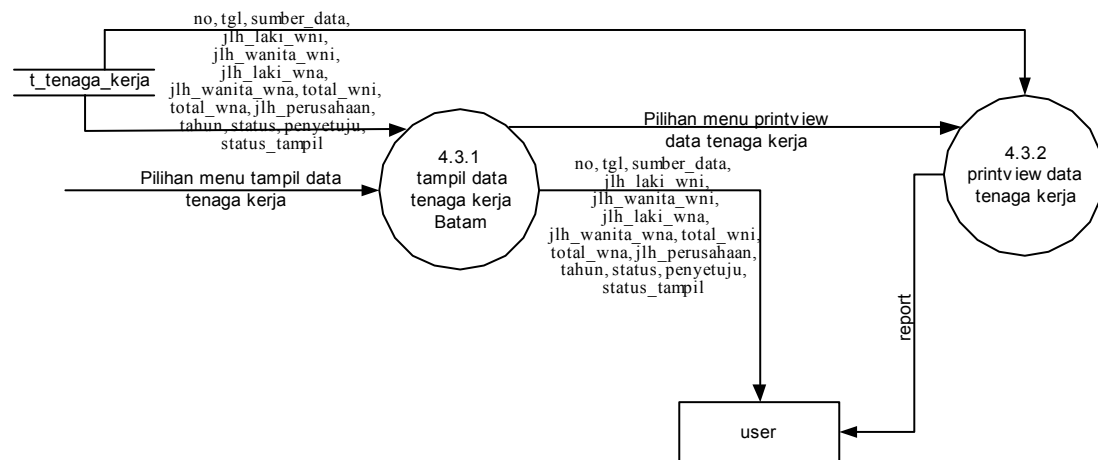 no, tgl, sumber_data,
jlh_laki_wni,
jlh_wanita_wni,
jlh_laki_wna,
jlh_wanita_wna, total_wni,
total_wna, jlh_perusahaan,
tahun, status, penyetuju,
status_tampil
t_tenaga_kerja
Pilihan menu tampil data
tenaga kerja
4.3.1
tampil data
tenaga kerja
Batam
Pilihan menu printview
data tenaga kerja
no, tgl, sumber_data,
jlh_laki_wni,
jlh_wanita_wni,
jlh_laki_wna,
jlh_wanita_wna, total_wni,
total_wna, jlh_perusahaan,
tahun, status, penyetuju,
status_tampil
4.3.2
printview data
tenaga kerja
report
user